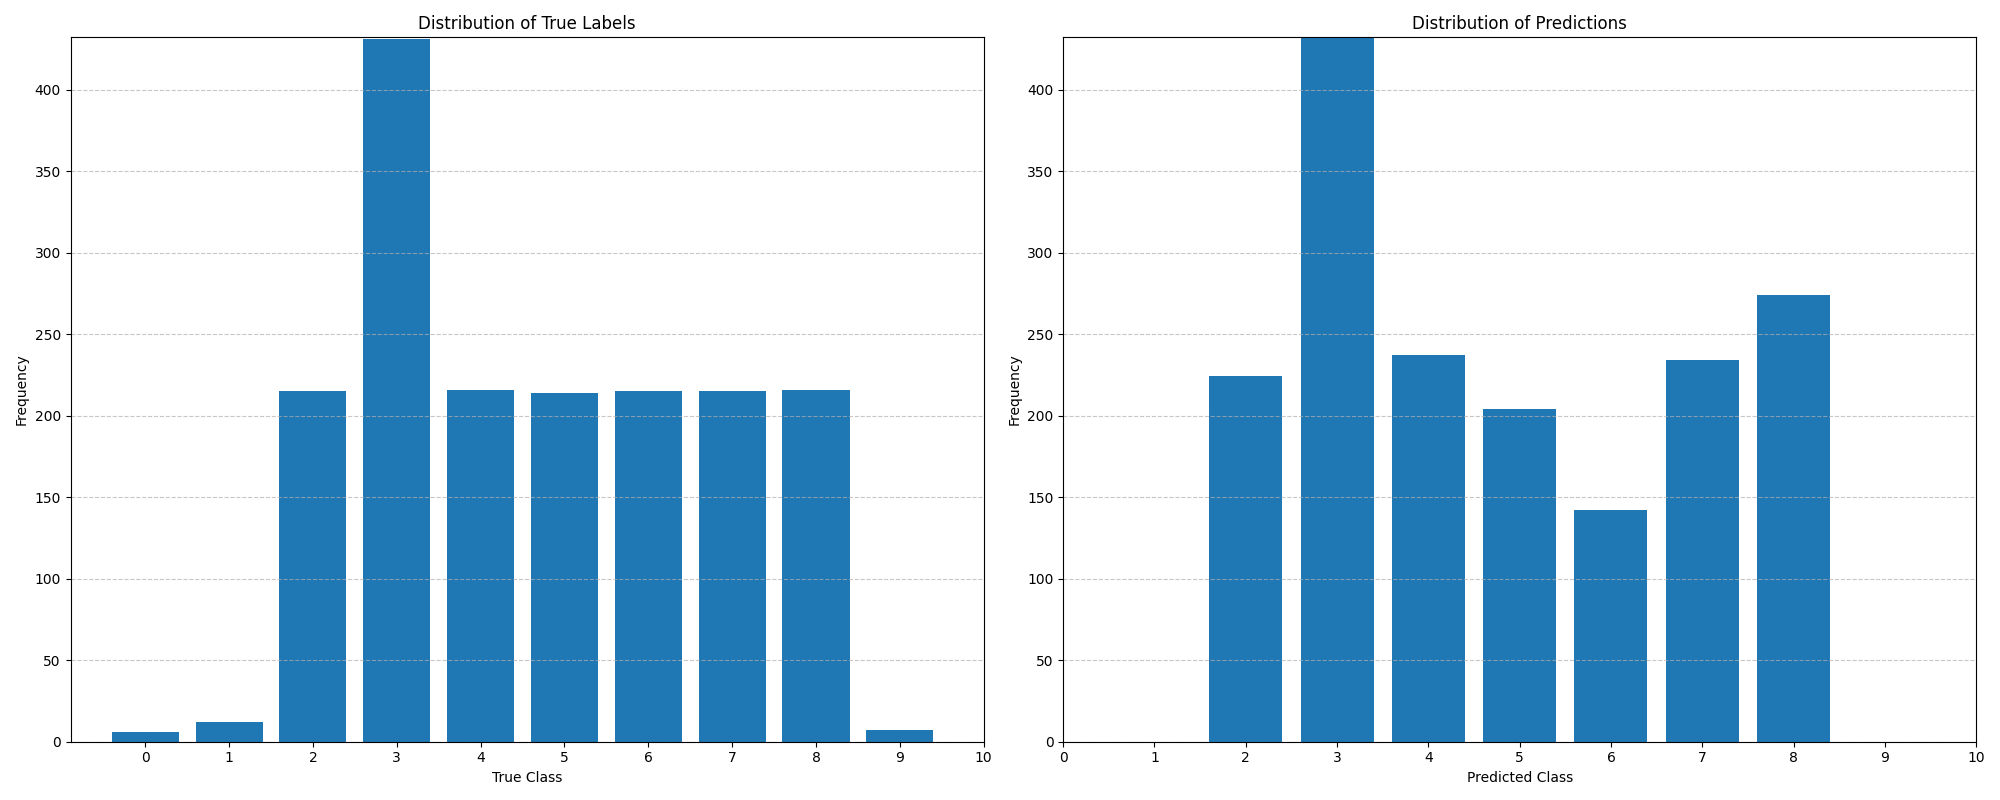 Distribution of True Labels
400
350
300
250
200
150
100
50
0
Frequency
0 1 2 3 4 5 6 7 8 9 10
True Class
Distribution of Predictions
400
350
300
250
200
150
100
50
0
Frequency
0 1 2 3 4 5 6 7 8 9 10
Predicted Class